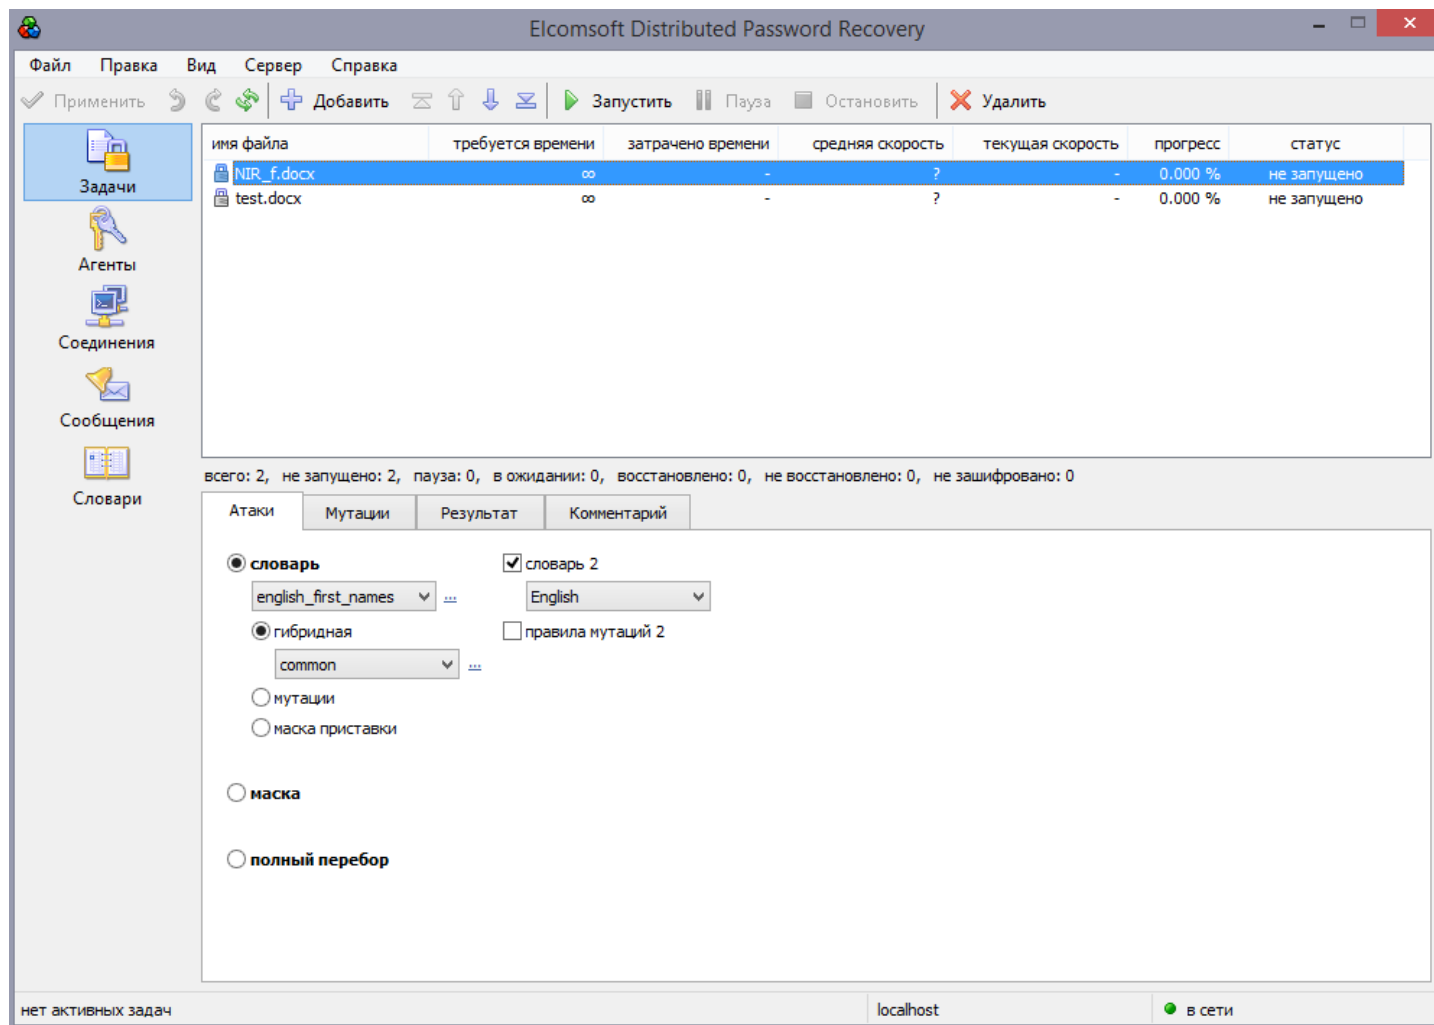 Elcomsoft Distributed Password Recovery
Файл Правка Вид Сервер Справка
Применить Добавить Запустить Пауза Остановить Удалить
Задачи
Агенты
Соединения
Сообщения
Словари
имя файла требуется времени затрачено времени средняя скорость текущая скорость прогресс статус
NIR_f.docx ∞ - ? - 0.000 % не запущено
test.docx ∞ - ? - 0.000 % не запущено
всего: 2, не запущено: 2, пауза: 0, в ожидании: 0, восстановлено: 0, не восстановлено: 0, не зашифровано: 0
Атаки Мутации Результат Комментарий
словарь словарь 2
english_first_names ... English
гибридная правила мутаций 2
common ...
мутации
маска приставки
маска
полный перебор
нет активных задач localhost в сети